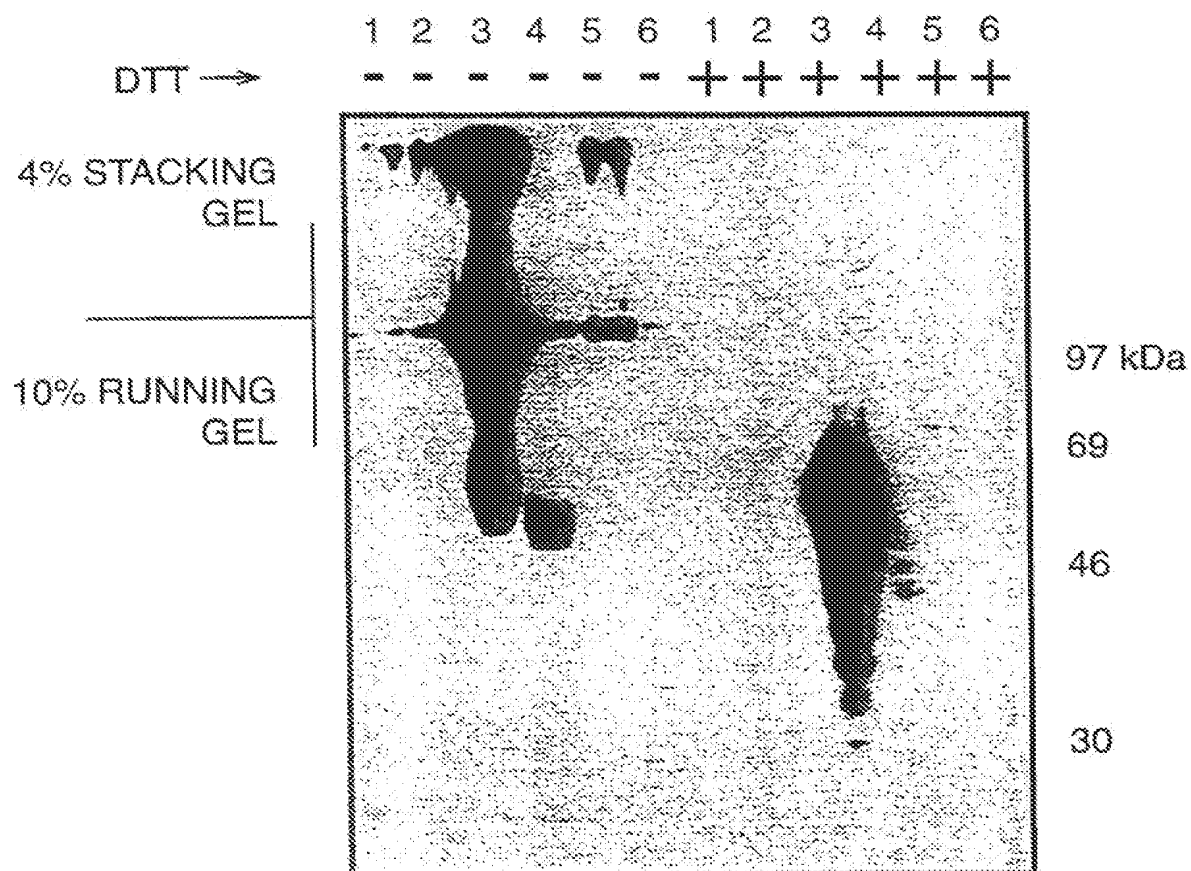 1 2 3 4 5 6 1 2 3 4 5 6
DTT → - - - - - - + + + + + +
4% STACKING
GEL
10% RUNNING
GEL
97 kDa
69
46
30